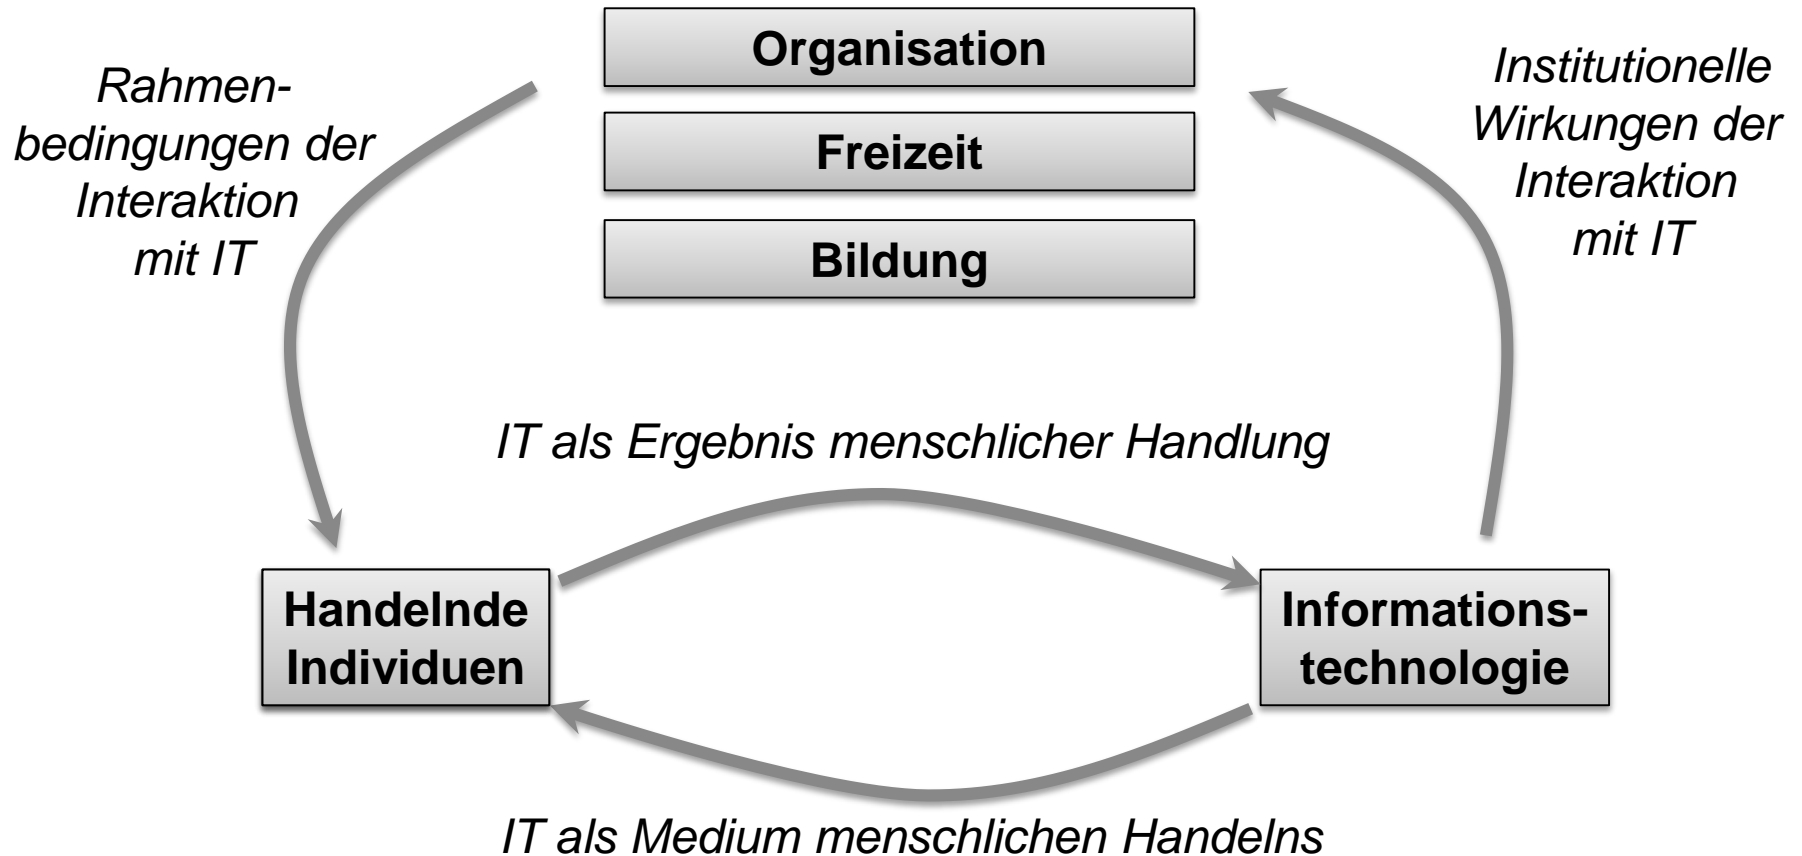 Organisation
Freizeit
Bildung
Rahmen-
bedingungen der
Interaktion
mit IT
Institutionelle
Wirkungen der
Interaktion
mit IT
IT als Ergebnis menschlicher Handlung
Handelnde
Individuen
Informations-
technologie
IT als Medium menschlichen Handelns